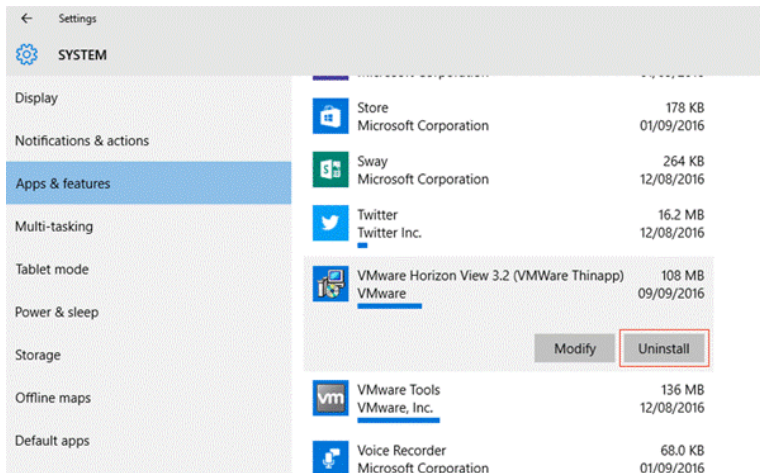 Settings
SYSTEM
Display
Notifications & actions
Apps & features
Multi-tasking
Tablet mode
Power & sleep
Storage
Offline maps
Default apps
Store 178 KB
Microsoft Corporation 01/09/2016
Sway 264 KB
Microsoft Corporation 12/08/2016
Twitter 16.2 MB
Twitter Inc. 12/08/2016
VMware Horizon View 3.2 (VMWare Thinapp) 108 MB
VMware 09/09/2016
Modify Uninstall
vm
VMware Tools 136 MB
VMware, Inc. 12/08/2016
Voice Recorder 68.0 KB
Microsoft Corporation 01/09/2016